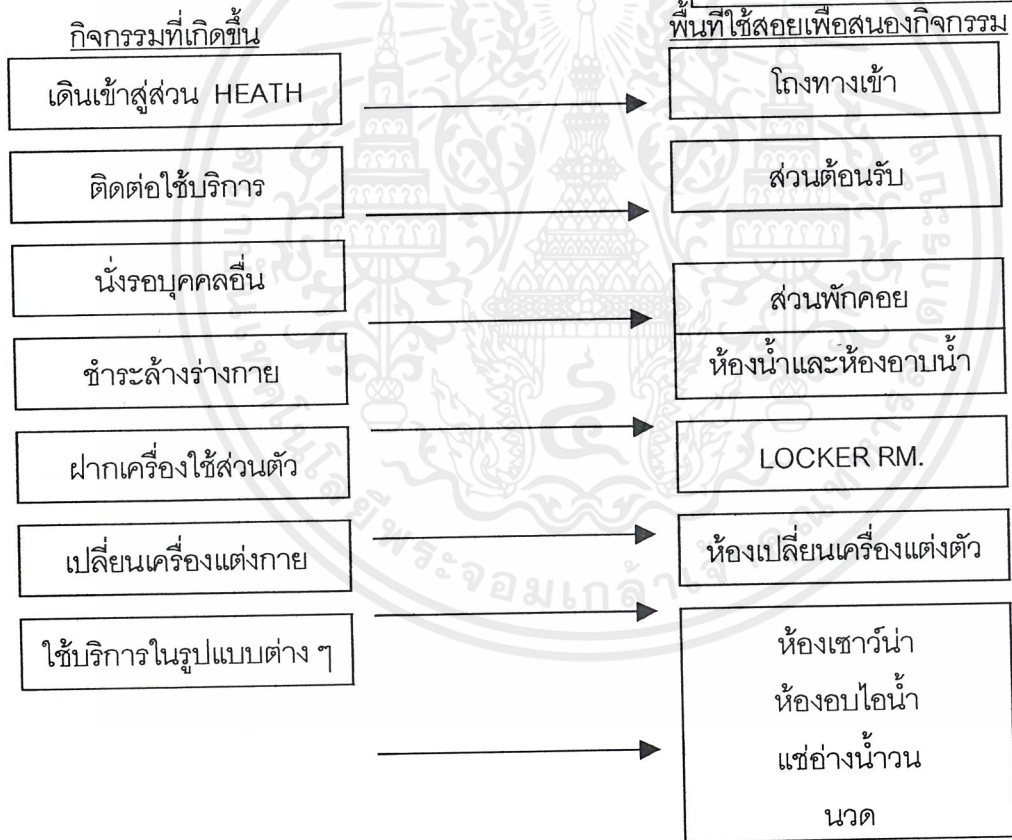 กิจกรรมที่เกิดขึ้น
พื้นที่ใช้สอยเพื่อสนองกิจกรรม
เดินเข้าสู่ส่วน HEATH
โถงทางเข้า
ติดต่อใช้บริการ
ส่วนต้อนรับ
นั่งรอบุคคลอื่น
ส่วนพักคอย
ชำระล้างร่างกาย
ห้องน้ำและห้องอาบน้ำ
ฝากเครื่องใช้ส่วนตัว
LOCKER RM.
เปลี่ยนเครื่องแต่งกาย
ห้องเปลี่ยนเครื่องแต่งตัว
ใช้บริการในรูปแบบต่าง ๆ
ห้องเซาว์น่า
ห้องอบไอน้ำ
แช่อ่างน้ำวน
นวด